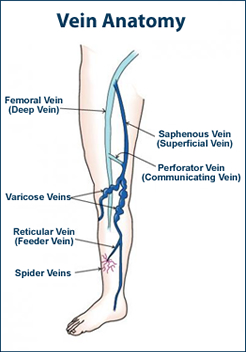 Vein Anatomy
Femoral Vein
(Deep Vein)
Saphenous Vein
(Superficial Vein)
Perforator Vein
(Communicating Vein)
Varicose Veins
Reticular Vein
(Feeder Vein)
Spider Veins